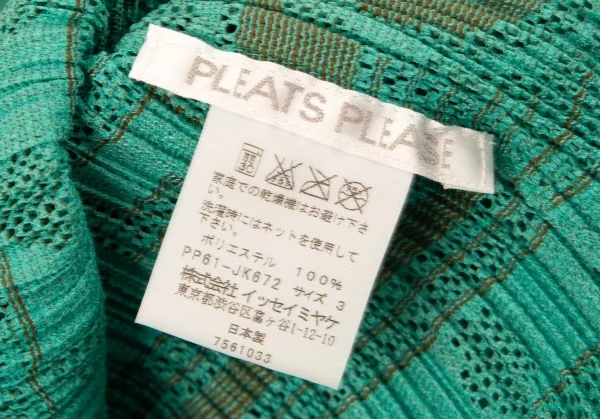 PLEATS PLEASE
家庭での乾燥機はお避け下さ
い。
洗濯時にはネットを使用して
下さい。
ポリエステル 100%
PP61-JK672 サイズ 3
株式会社 イッセイミヤケ
東京都渋谷区富ヶ谷1-12-10
日本製
7561033